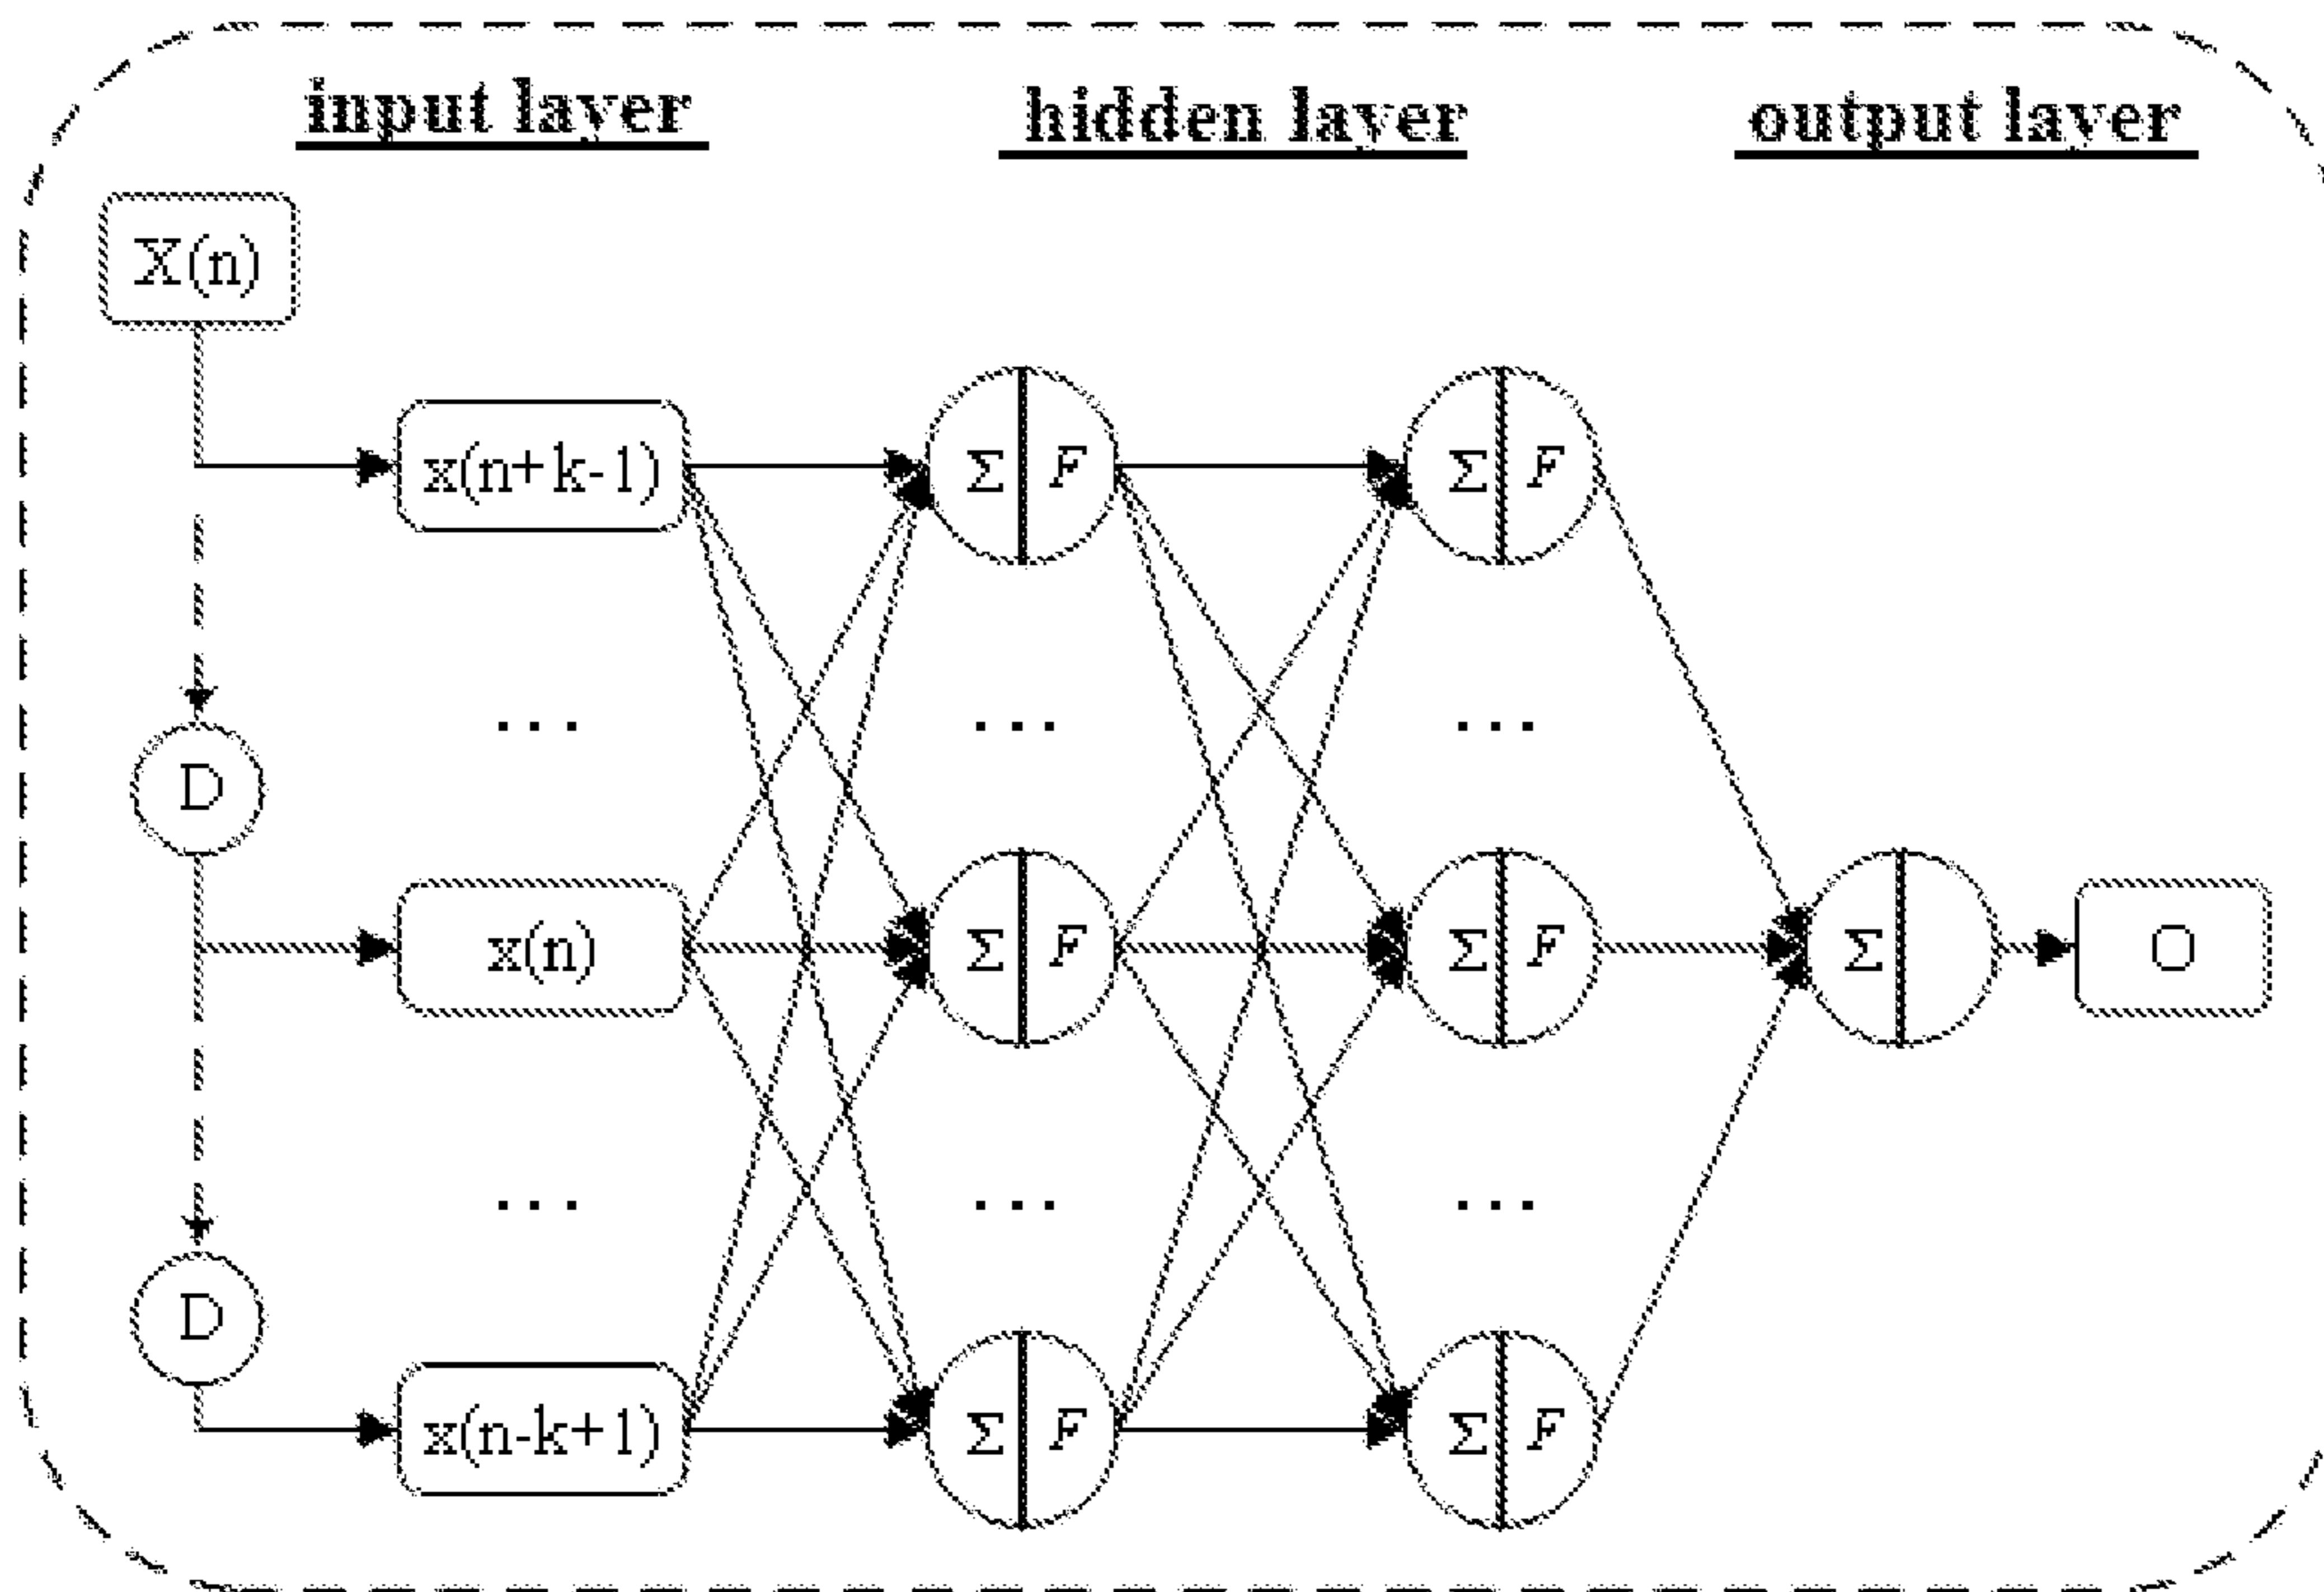 input layer hidden layer output layer
X(n)
x(n+k-1) Σ F Σ F
... ... ...
D
x(n) Σ F Σ F Σ O
... ... ...
D
x(n-k+1) Σ F Σ F